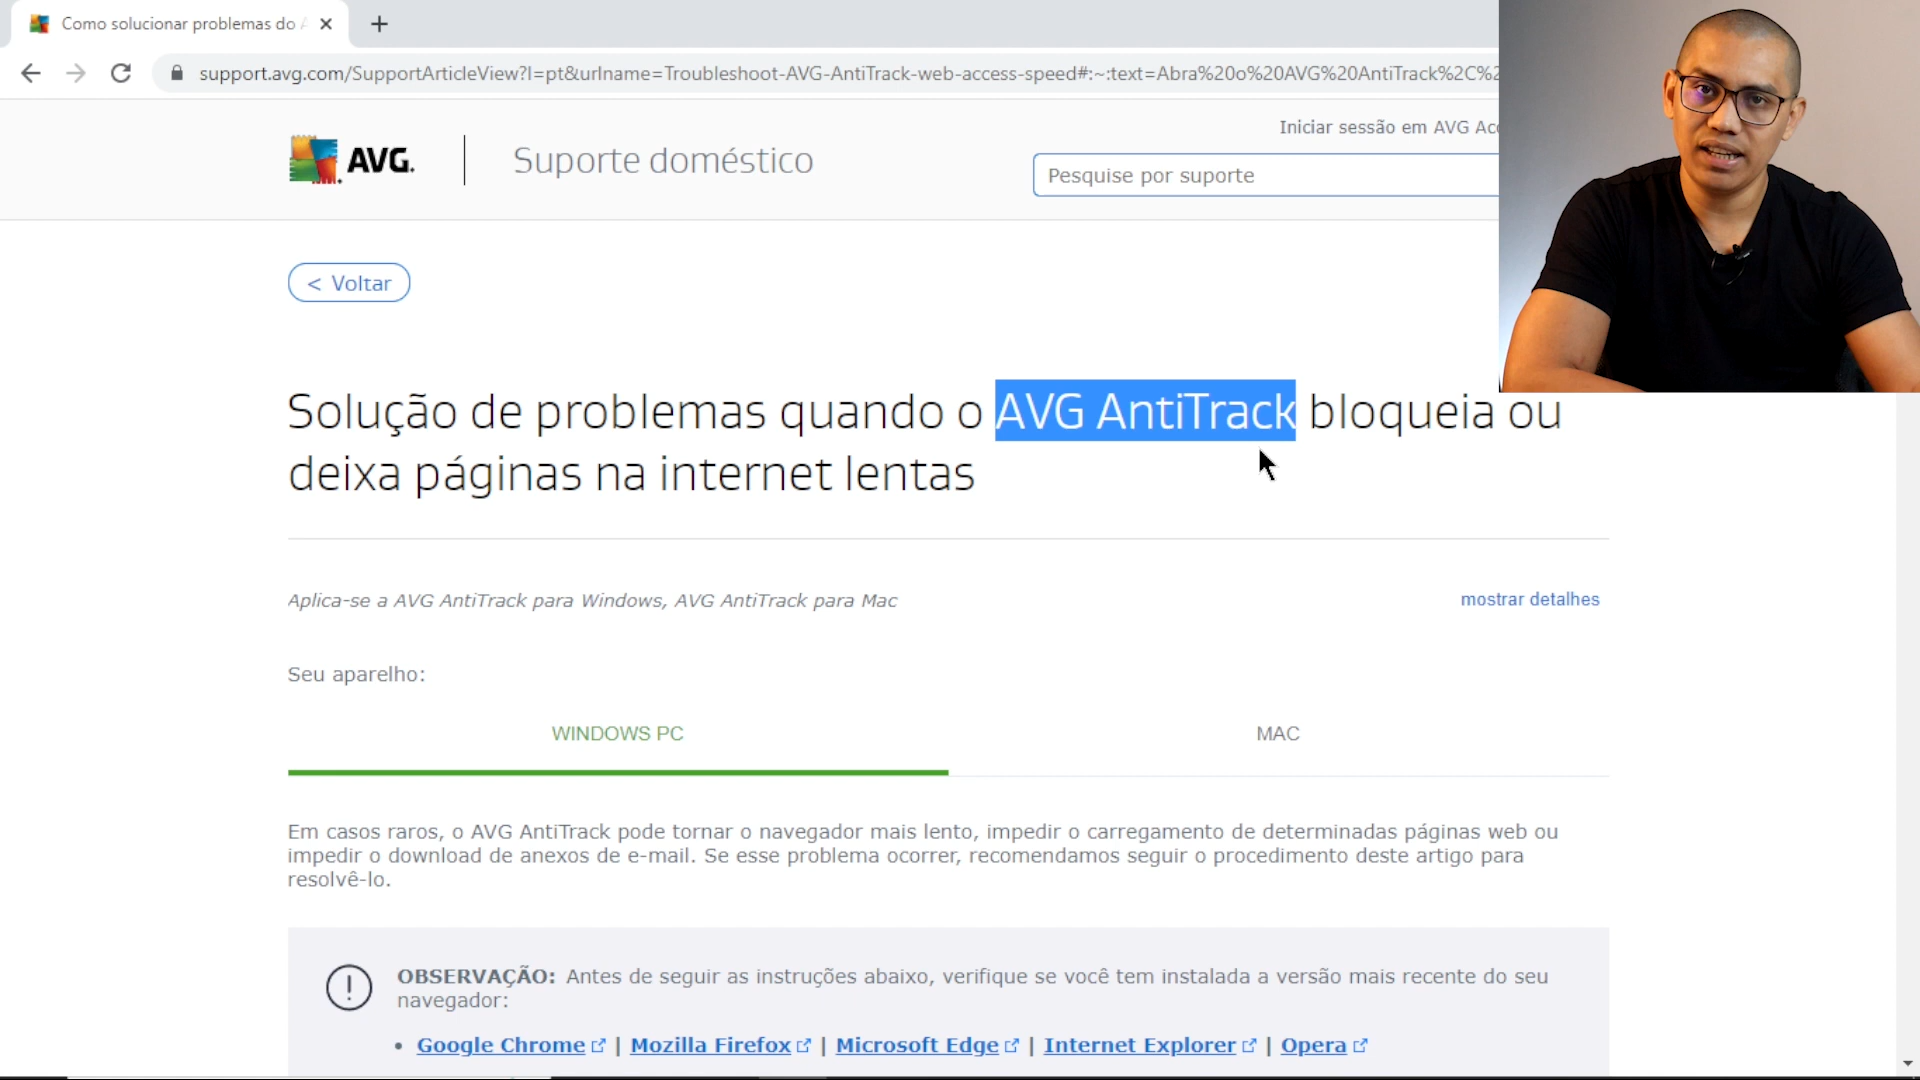 Como solucionar problemas do
support.avg.com/SupportArticleView?l=pt&urlname=Troubleshoot-AVG-AntiTrack-web-access-speed#:~:text=Abra%20o%20AVG%20AntiTrack%2C%2
Iniciar sessão em AVG Acc
AVG.
Suporte doméstico
Pesquise por suporte
< Voltar
Solução de problemas quando o AVG AntiTrack bloqueia ou
deixa páginas na internet lentas
Aplica-se a AVG AntiTrack para Windows, AVG AntiTrack para Mac
mostrar detalhes
Seu aparelho:
WINDOWS PC
MAC
Em casos raros, o AVG AntiTrack pode tornar o navegador mais lento, impedir o carregamento de determinadas páginas web ou
impedir o download de anexos de e-mail. Se esse problema ocorrer, recomendamos seguir o procedimento deste artigo para
resolvê-lo.
OBSERVAÇÃO: Antes de seguir as instruções abaixo, verifique se você tem instalada a versão mais recente do seu
navegador:
• Google Chrome | Mozilla Firefox | Microsoft Edge | Internet Explorer | Opera